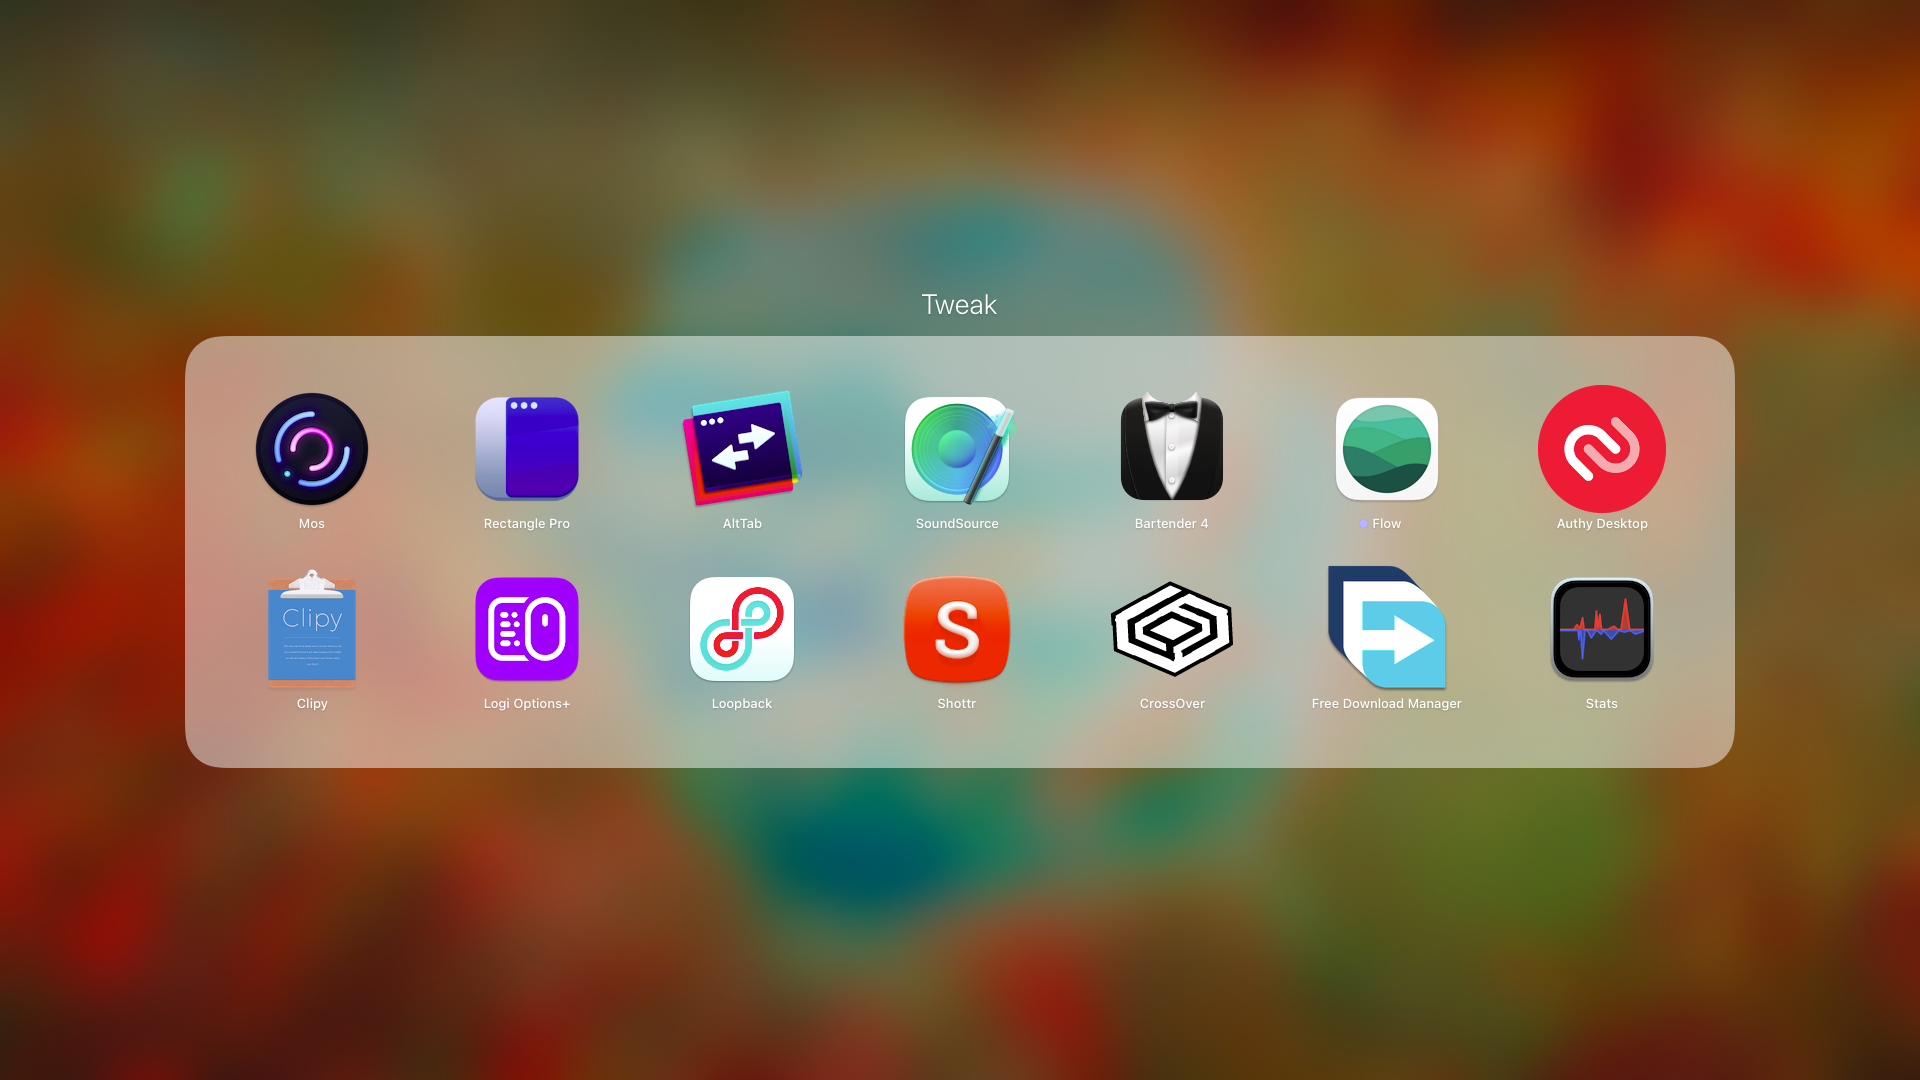 Tweak
Mos
Rectangle Pro
AltTab
SoundSource
Bartender 4
Flow
Authy Desktop
Clipy
S
Clipy
Logi Options+
Loopback
Shottr
CrossOver
Free Download Manager
Stats